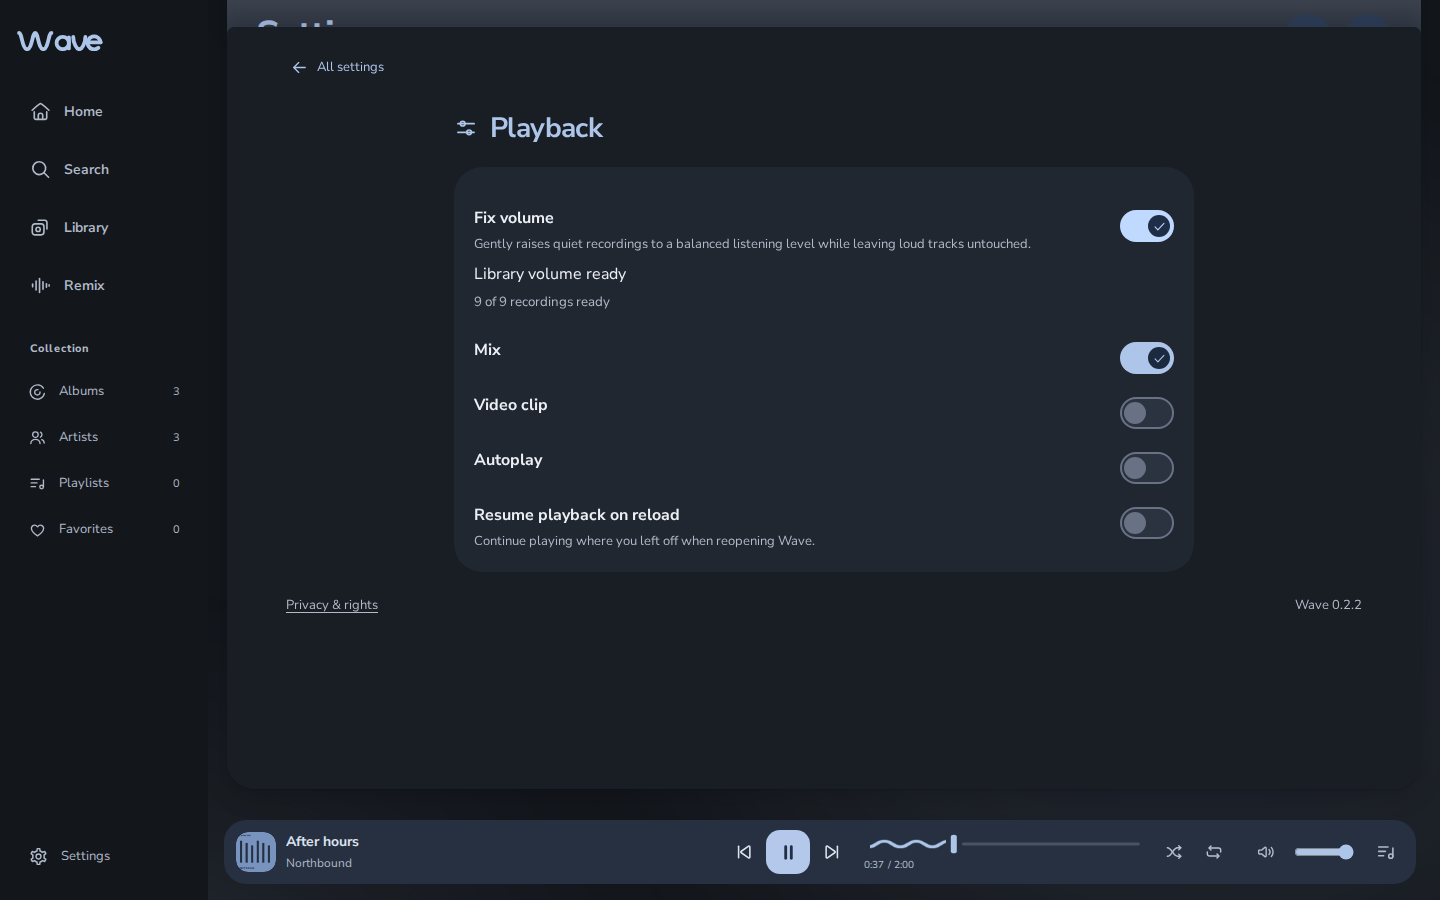 Wave
Home
Search
Library
Remix
Collection
Albums 3
Artists 3
Playlists 0
Favorites 0
Settings
All settings
Playback
Fix volume
Gently raises quiet recordings to a balanced listening level while leaving loud tracks untouched.
Library volume ready
9 of 9 recordings ready
Mix
Video clip
Autoplay
Resume playback on reload
Continue playing where you left off when reopening Wave.
Privacy & rights
Wave 0.2.2
After hours
Northbound
0:37 / 2:00